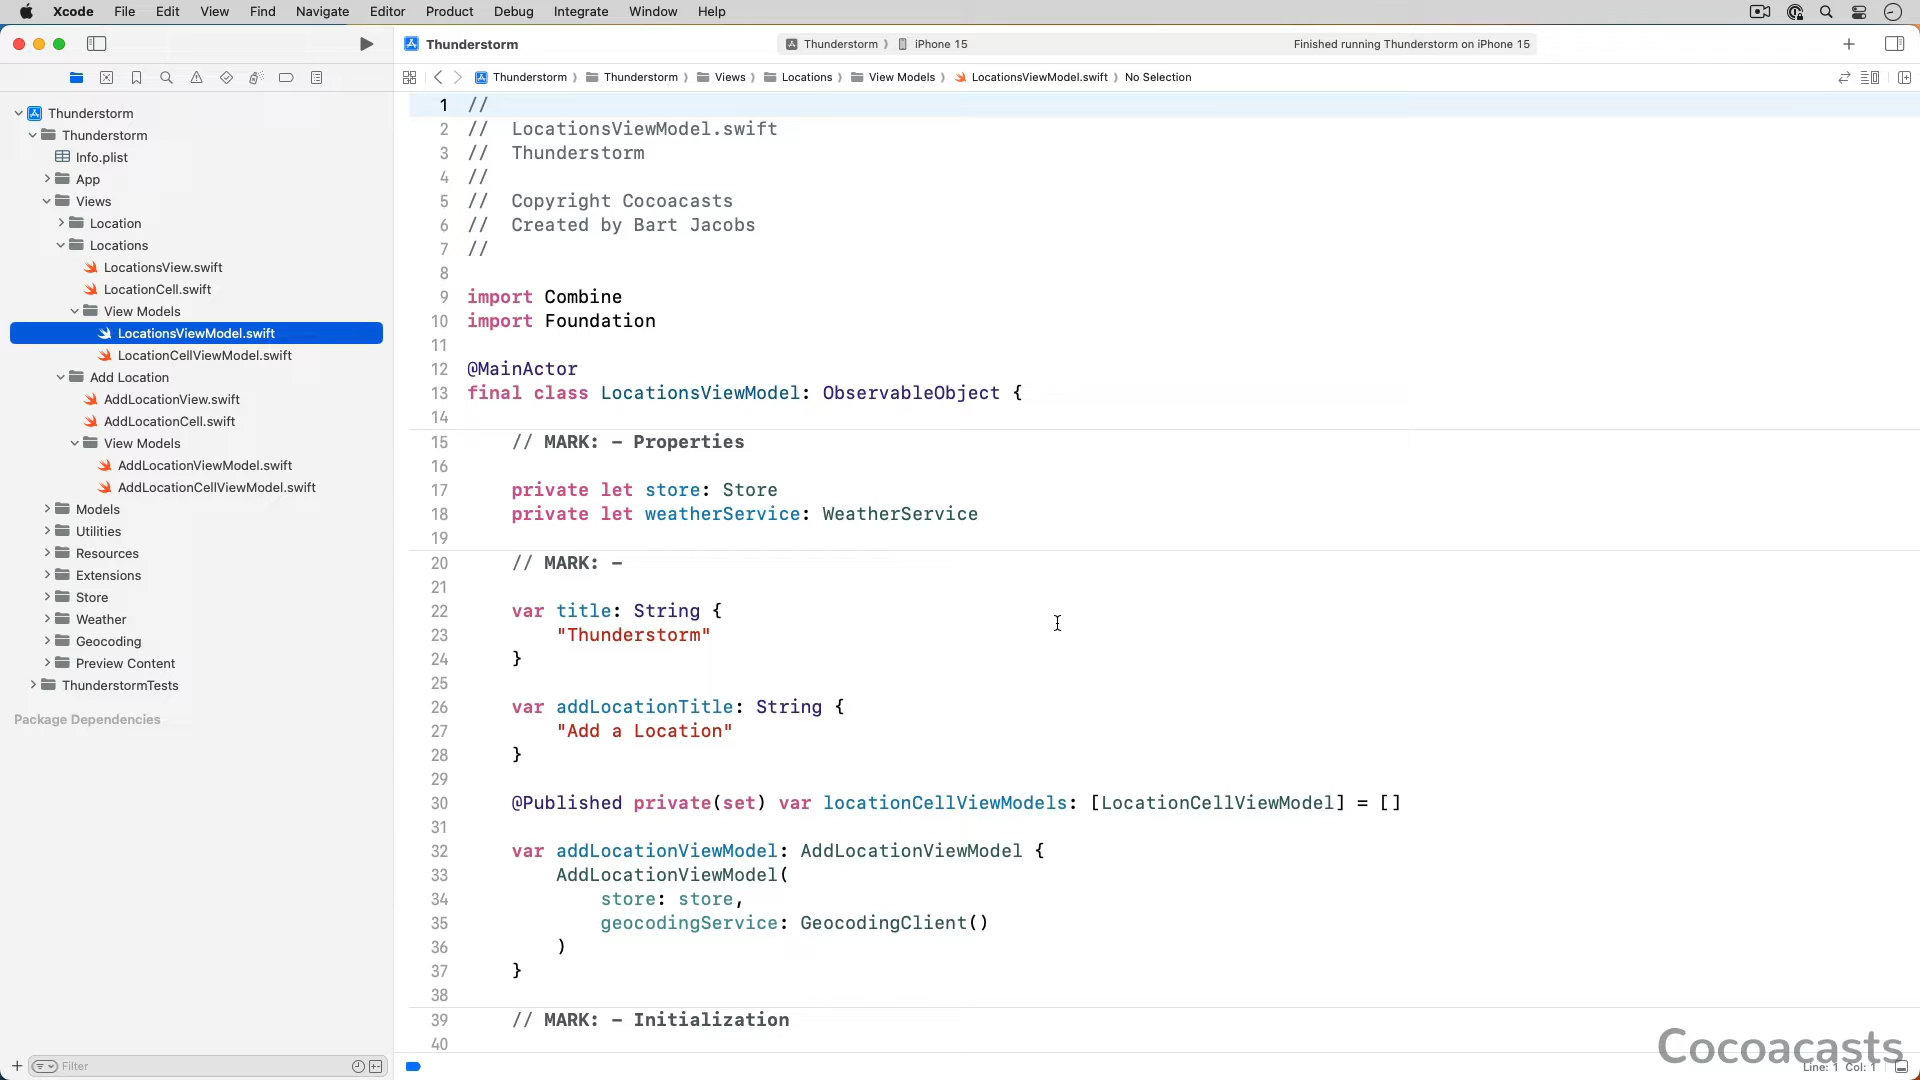 Xcode File Edit View Find Navigate Editor Product Debug Integrate Window Help
Thunderstorm
Thunderstorm iPhone 15
Finished running Thunderstorm on iPhone 15
Thunderstorm Thunderstorm Views Locations View Models LocationsViewModel.swift No Selection
Thunderstorm
Thunderstorm
Info.plist
App
Views
Location
Locations
LocationsView.swift
LocationCell.swift
View Models
LocationsViewModel.swift
LocationCellViewModel.swift
Add Location
AddLocationView.swift
AddLocationCell.swift
View Models
AddLocationViewModel.swift
AddLocationCellViewModel.swift
Models
Utilities
Resources
Extensions
Store
Weather
Geocoding
Preview Content
ThunderstormTests
Package Dependencies
Filter
1 //
2 // LocationsViewModel.swift
3 // Thunderstorm
4 //
5 // Copyright Cocoacasts
6 // Created by Bart Jacobs
7 //
8
9 import Combine
10 import Foundation
11
12 @MainActor
13 final class LocationsViewModel: ObservableObject {
14
15 // MARK: - Properties
16
17 private let store: Store
18 private let weatherService: WeatherService
19
20 // MARK: -
21
22 var title: String {
23 "Thunderstorm"
24 }
25
26 var addLocationTitle: String {
27 "Add a Location"
28 }
29
30 @Published private(set) var locationCellViewModels: [LocationCellViewModel] = []
31
32 var addLocationViewModel: AddLocationViewModel {
33 AddLocationViewModel(
34 store: store,
35 geocodingService: GeocodingClient()
36 )
37 }
38
39 // MARK: - Initialization
40
Cocoacasts
Line: 1 Col: 1